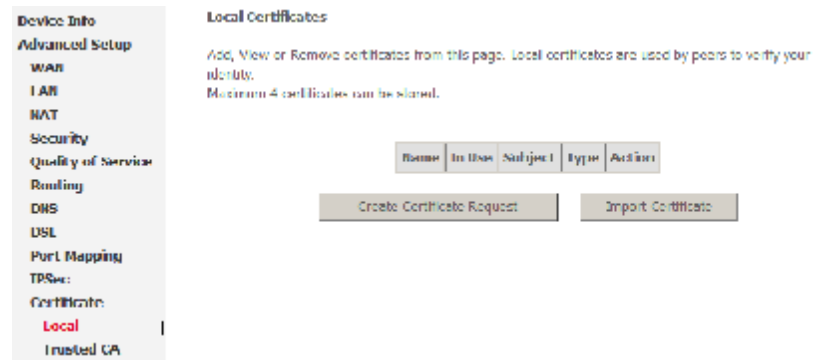 Device Info
Advanced Setup
WAN
LAN
NAT
Security
Quality of Service
Routing
DNS
DSL
Port Mapping
IPSec
Certificate
Local
Trusted CA
Local Certificates
Add, View or Remove certificates from this page. Local certificates are used by peers to verify your
identity.
Maximum 4 certificates can be stored.
Name In Use Subject Type Action
Create Certificate Request Import Certificate